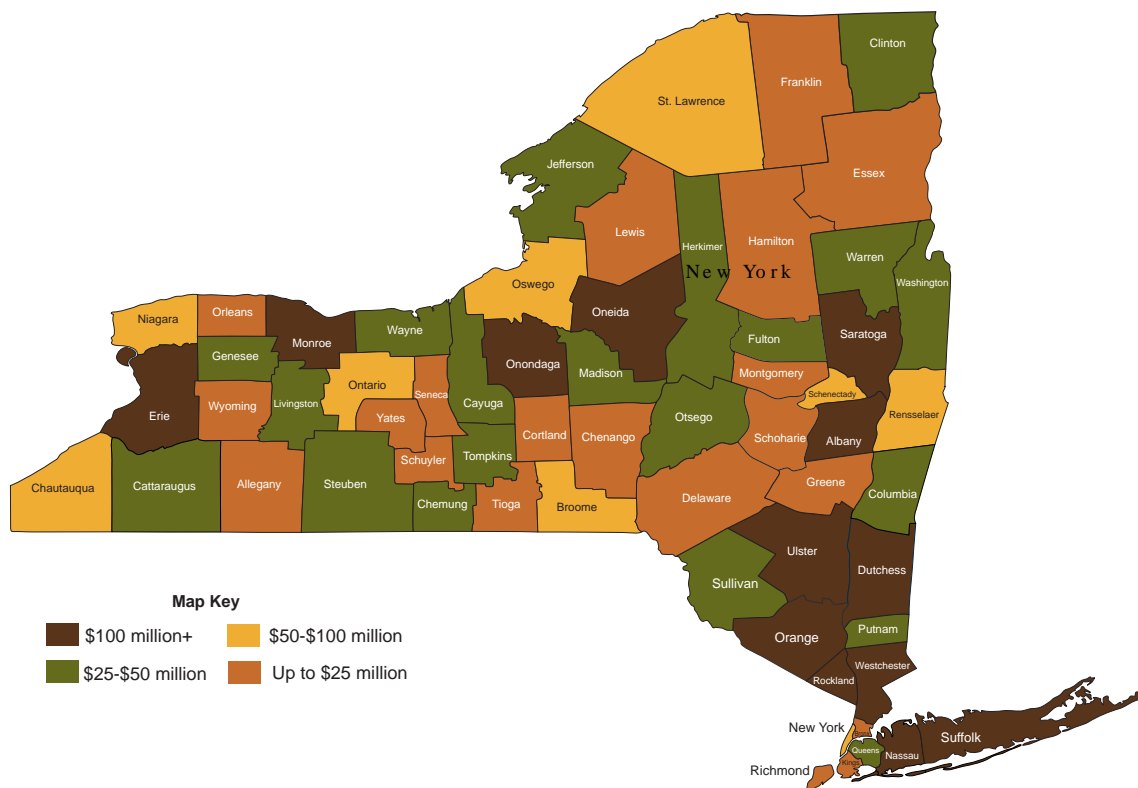 Clinton
Franklin
St. Lawrence
Jefferson
Essex
Lewis
Hamilton
Herkimer
Warren
New York
Washington
Oswego
Oneida
Orleans
Niagara
Wayne
Saratoga
Fulton
Monroe
Genesee
Onondaga
Madison
Montgomery
Ontario
Seneca
Schenectady
Livingston
Cayuga
Wyoming
Erie
Yates
Otsego
Rensselaer
Cortland
Chenango
Schoharie
Albany
Tompkins
Schuyler
Greene
Chautauqua
Cattaraugus
Allegany
Steuben
Columbia
Delaware
Chemung
Tioga
Broome
Ulster
Dutchess
Sullivan
Map Key
$100 million+
$50-$100 million
Putnam
Orange
Westchester
$25-$50 million
Up to $25 million
Rockland
New York
Bronx
Suffolk
Queens
Nassau
Kings
Richmond